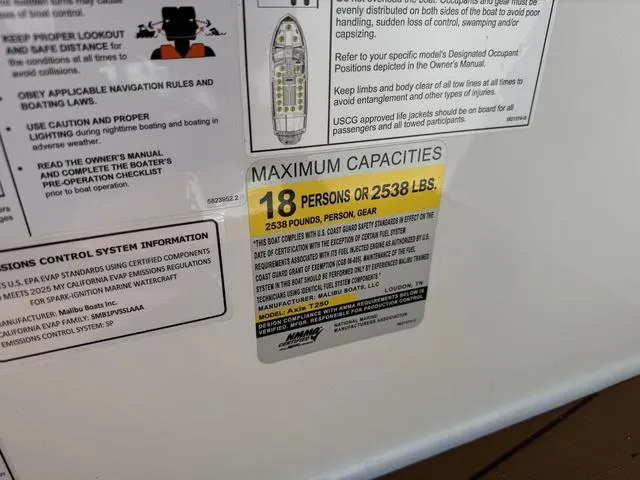 of boat control.
KEEP PROPER LOOKOUT
AND SAFE DISTANCE for
the conditions at all times to
avoid collisions.
• OBEY APPLICABLE NAVIGATION RULES AND
BOATING LAWS.
• USE CAUTION AND PROPER
LIGHTING during nighttime boating and boating in
adverse weather.
• READ THE OWNER'S MANUAL
AND COMPLETE THE BOATER'S
PRE-OPERATION CHECKLIST
prior to boat operation.
5823952.2
evenly distributed on both sides of the boat to avoid poor
handling, sudden loss of control, swamping and/or
capsizing.
Refer to your specific model's Designated Occupant
Positions depicted in the Owner's Manual.
Keep limbs and body clear of all tow lines at all times to
avoid entanglement and other types of injuries.
USCG approved life jackets should be on board for all
passengers and all towed participants.
SSIONS CONTROL SYSTEM INFORMATION
S U.S. EPA EVAP STANDARDS USING CERTIFIED COMPONENTS
MEETS 2025 MY CALIFORNIA EVAP EMISSIONS REGULATIONS
FOR SPARK-IGNITION MARINE WATERCRAFT
ANUFACTURER: Malibu Boats Inc.
ALIFORNIA EVAP FAMILY: SMB1PVSSLAAA
EMISSIONS CONTROL SYSTEM: SP
MAXIMUM CAPACITIES
18 PERSONS OR 2538 LBS.
2538 POUNDS, PERSON, GEAR
"THIS BOAT COMPLIES WITH U.S. COAST GUARD SAFETY STANDARDS IN EFFECT ON THE
DATE OF CERTIFICATION WITH THE EXCEPTION OF CERTAIN FUEL SYSTEM
REQUIREMENTS ASSOCIATED WITH ITS FUEL INJECTED ENGINE AS AUTHORIZED BY U.S.
COAST GUARD GRANT OF EXEMPTION (CGB 88-005). MAINTENANCE OF THE FUEL
SYSTEM IN THIS BOAT SHOULD BE PERFORMED ONLY BY EXPERIENCED MALIBU TRAINED
TECHNICIANS USING IDENTICAL FUEL SYSTEM COMPONENTS."
MANUFACTURER: MALIBU BOATS, LLC LOUDON, TN
MODEL: Axis T250
DESIGN COMPLIANCE WITH NMMA REQUIREMENTS BELOW IS
VERIFIED. MFGR. RESPONSIBLE FOR PRODUCTION CONTROL
NMMA
CERTIFIED
NATIONAL MARINE
MANUFACTURERS ASSOCIATION